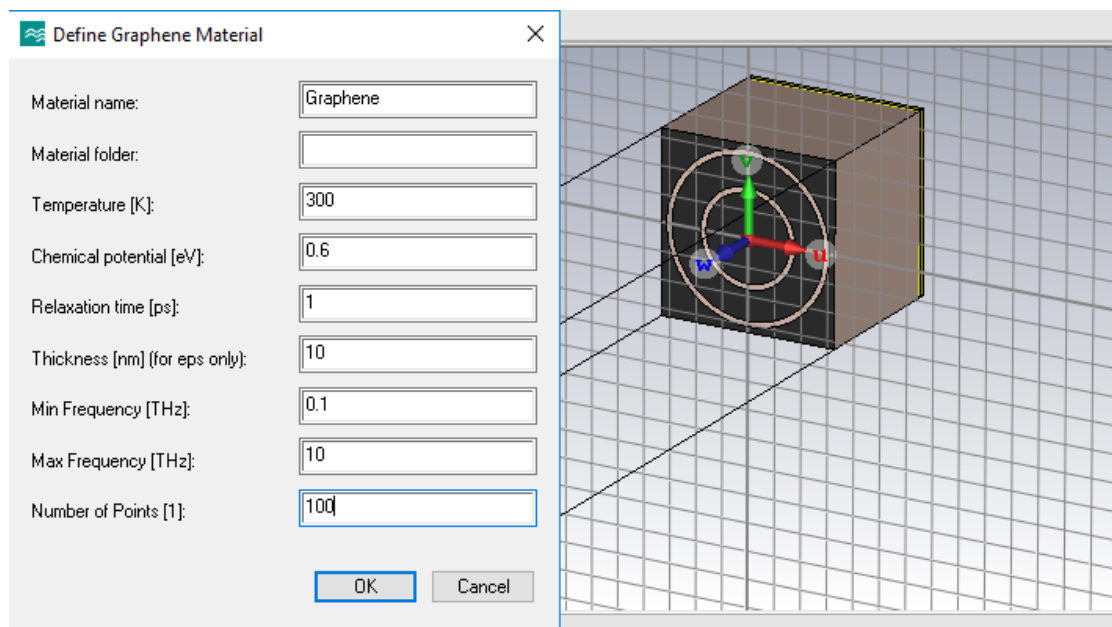 Define Graphene Material
Material name: Graphene
Material folder:
Temperature [K]: 300
Chemical potential [eV]: 0.6
Relaxation time [ps]: 1
Thickness [nm] (for eps only): 10
Min Frequency [THz]: 0.1
Max Frequency [THz]: 10
Number of Points [1]: 100
OK Cancel
v
w u